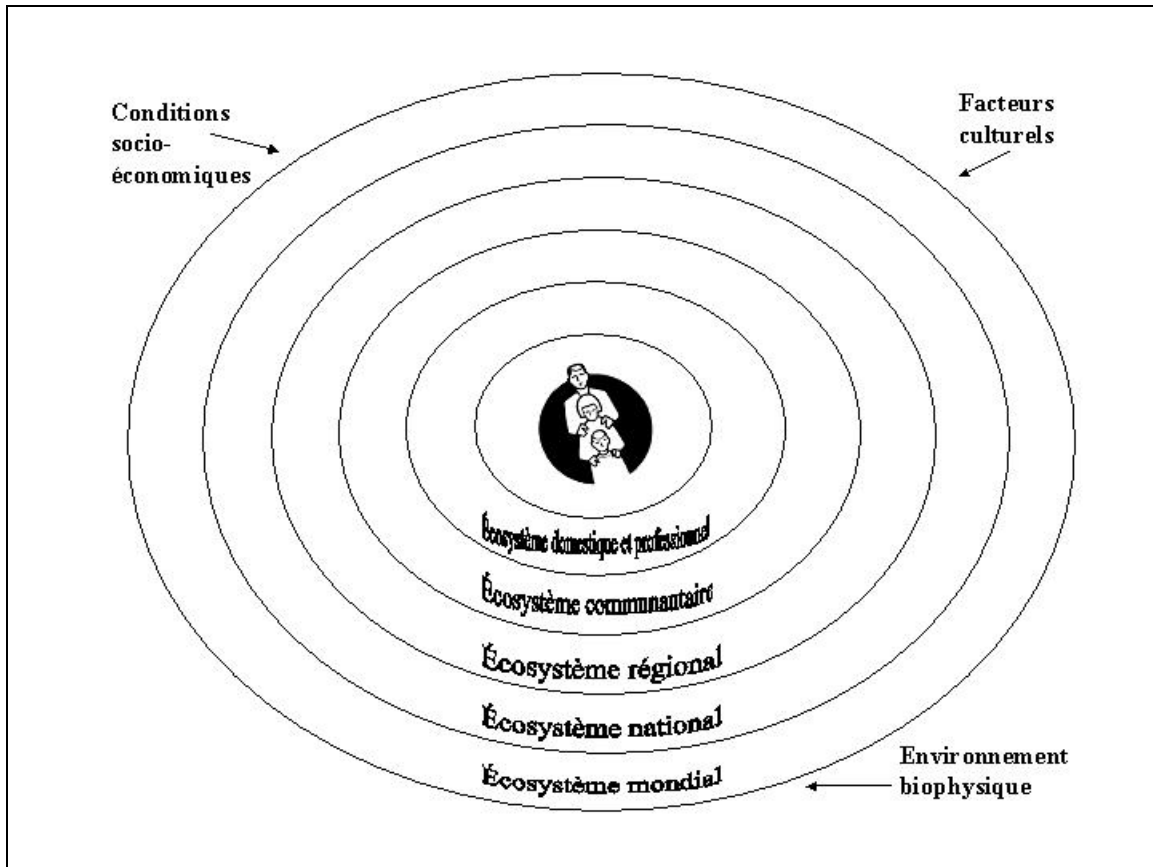 Conditions
socio-
économiques
Facteurs
culturels
Écosystème domestique et professionnel
Écosystème communautaire
Écosystème régional
Écosystème national
Écosystème mondial
Environnement
biophysique